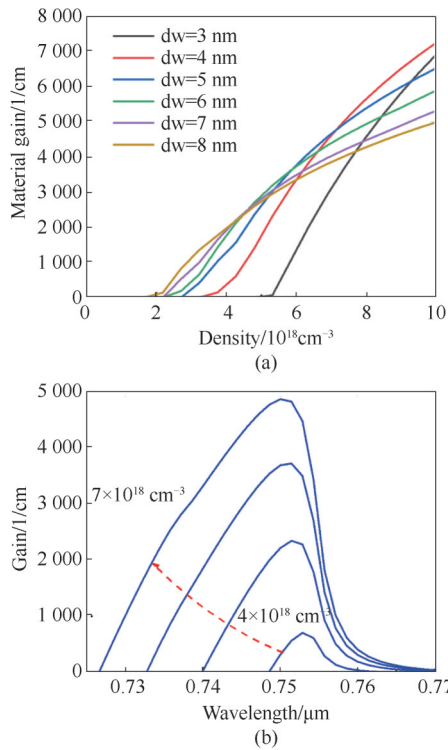 8 000
7 000
6 000
5 000
4 000
3 000
2 000
1 000
0
Material gain/1/cm
dw=3 nm
dw=4 nm
dw=5 nm
dw=6 nm
dw=7 nm
dw=8 nm
0 2 4 6 8 10
Density/10¹⁸cm⁻³
(a)
5 000
4 000
3 000
2 000
1 000
0
Gain/1/cm
7×10¹⁸ cm⁻³
4×10¹⁸ cm⁻³
0.73 0.74 0.75 0.76 0.77
Wavelength/μm
(b)